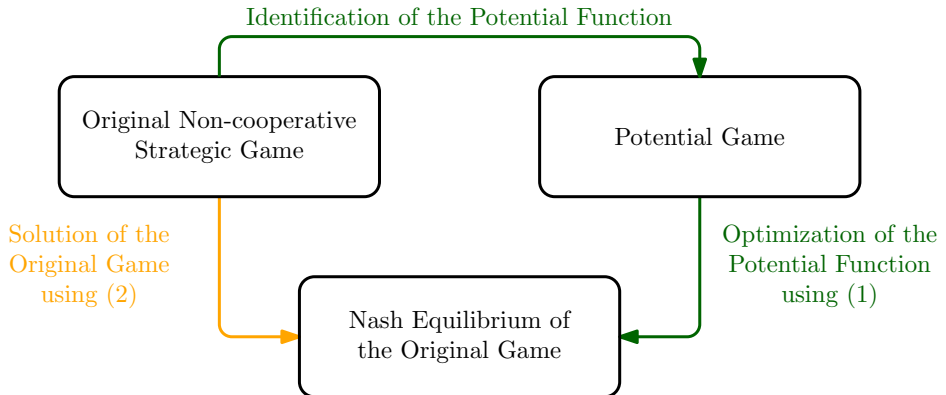 Identification of the Potential Function
Original Non-cooperative
Strategic Game
Potential Game
Solution of the
Original Game
using (2)
Optimization of the
Potential Function
using (1)
Nash Equilibrium of
the Original Game